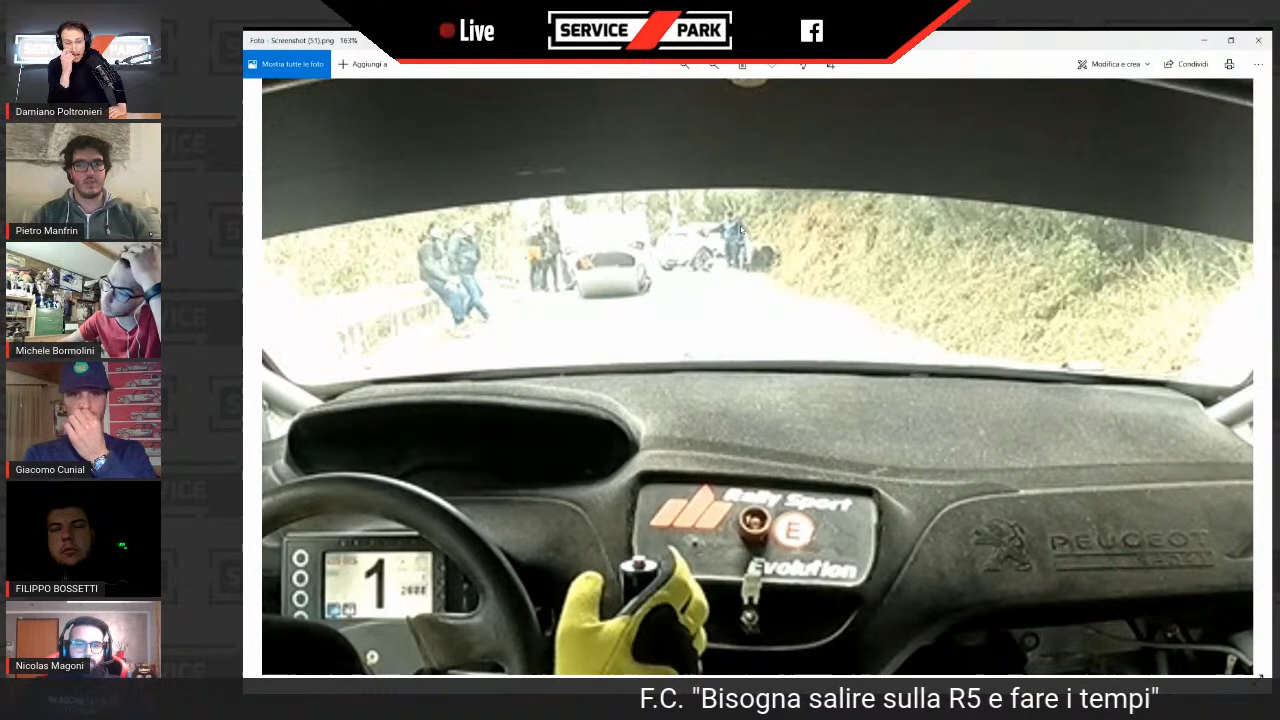 Live
SERVICE PARK
Foto - Screenshot (51).png 163%
Mostra tutte le foto
Aggiungi a
Modifica e crea
Condividi
Damiano Poltronieri
Pietro Manfrin
Michele Bormolini
Giacomo Cunial
FILIPPO BOSSETTI
Nicolas Magoni
Rally Sport
E
Evolution
PEUGEOT
SPORT
1
F.C. "Bisogna salire sulla R5 e fare i tempi"